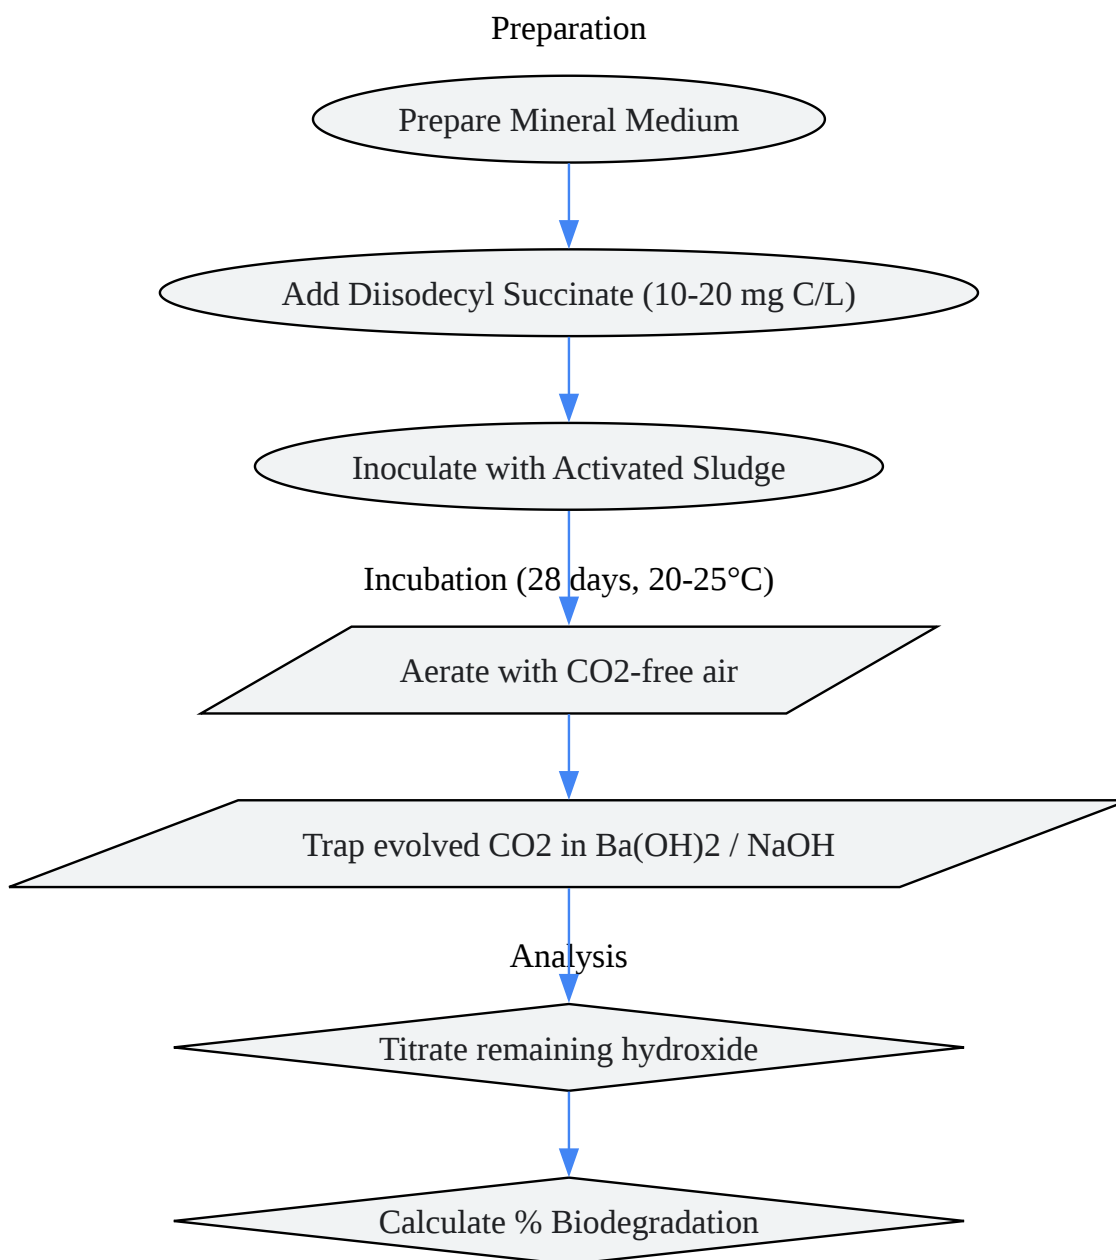 Preparation
Prepare Mineral Medium
Add Diisodecyl Succinate (10-20 mg C/L)
Inoculate with Activated Sludge
Incubation (28 days, 20-25°C)
Aerate with CO2-free air
Trap evolved CO2 in Ba(OH)2 / NaOH
Analysis
Titrate remaining hydroxide
Calculate % Biodegradation